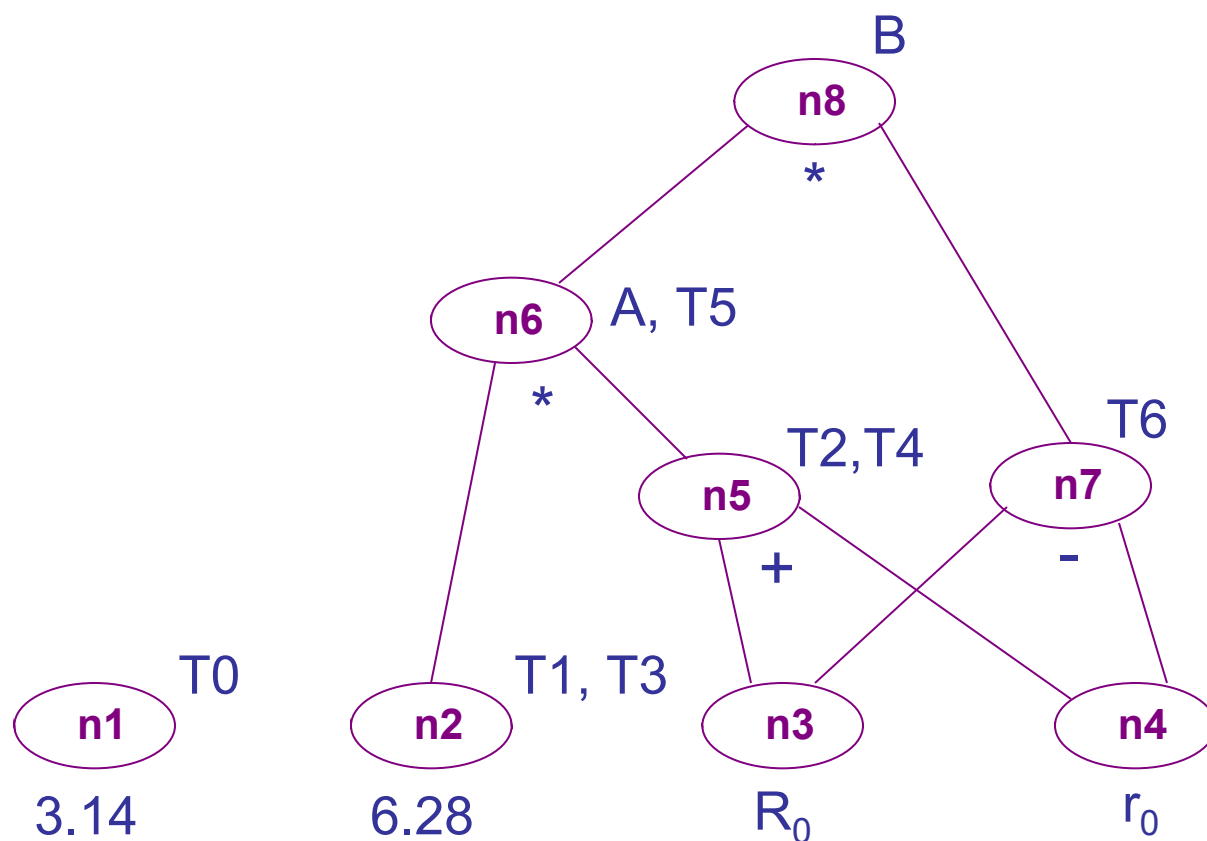 B
n8
*
n6
A, T5
*
T2,T4
T6
n5
n7
+
-
T0
T1, T3
n1
n2
n3
n4
3.14
6.28
R₀
r₀